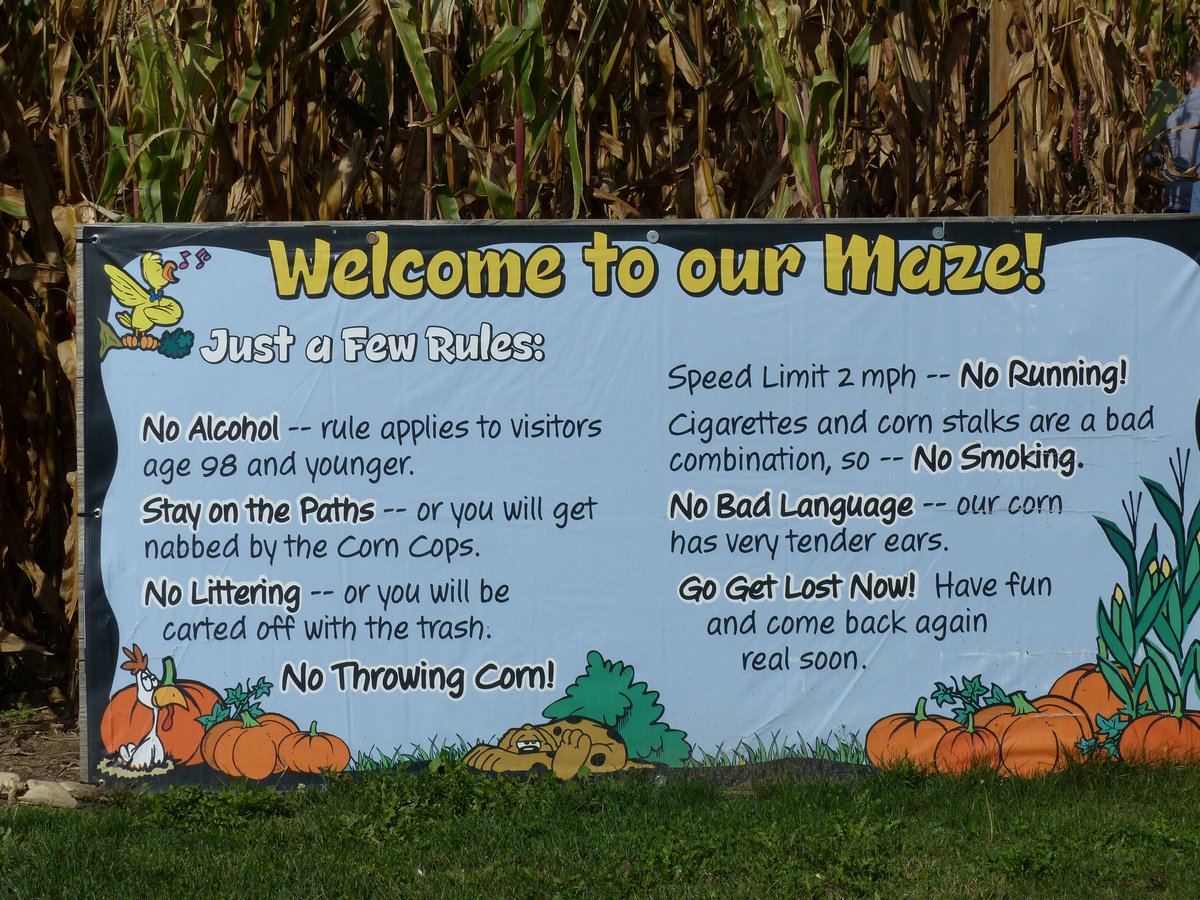 Welcome to our Maze!
Just a Few Rules:
No Alcohol -- rule applies to visitors
age 98 and younger.
Stay on the Paths -- or you will get
nabbed by the Corn Cops.
No Littering -- or you will be
carted off with the trash.
No Throwing Corn!
Speed Limit 2 mph -- No Running!
Cigarettes and corn stalks are a bad
combination, so -- No Smoking.
No Bad Language -- our corn
has very tender ears.
Go Get Lost Now! Have fun
and come back again
real soon.